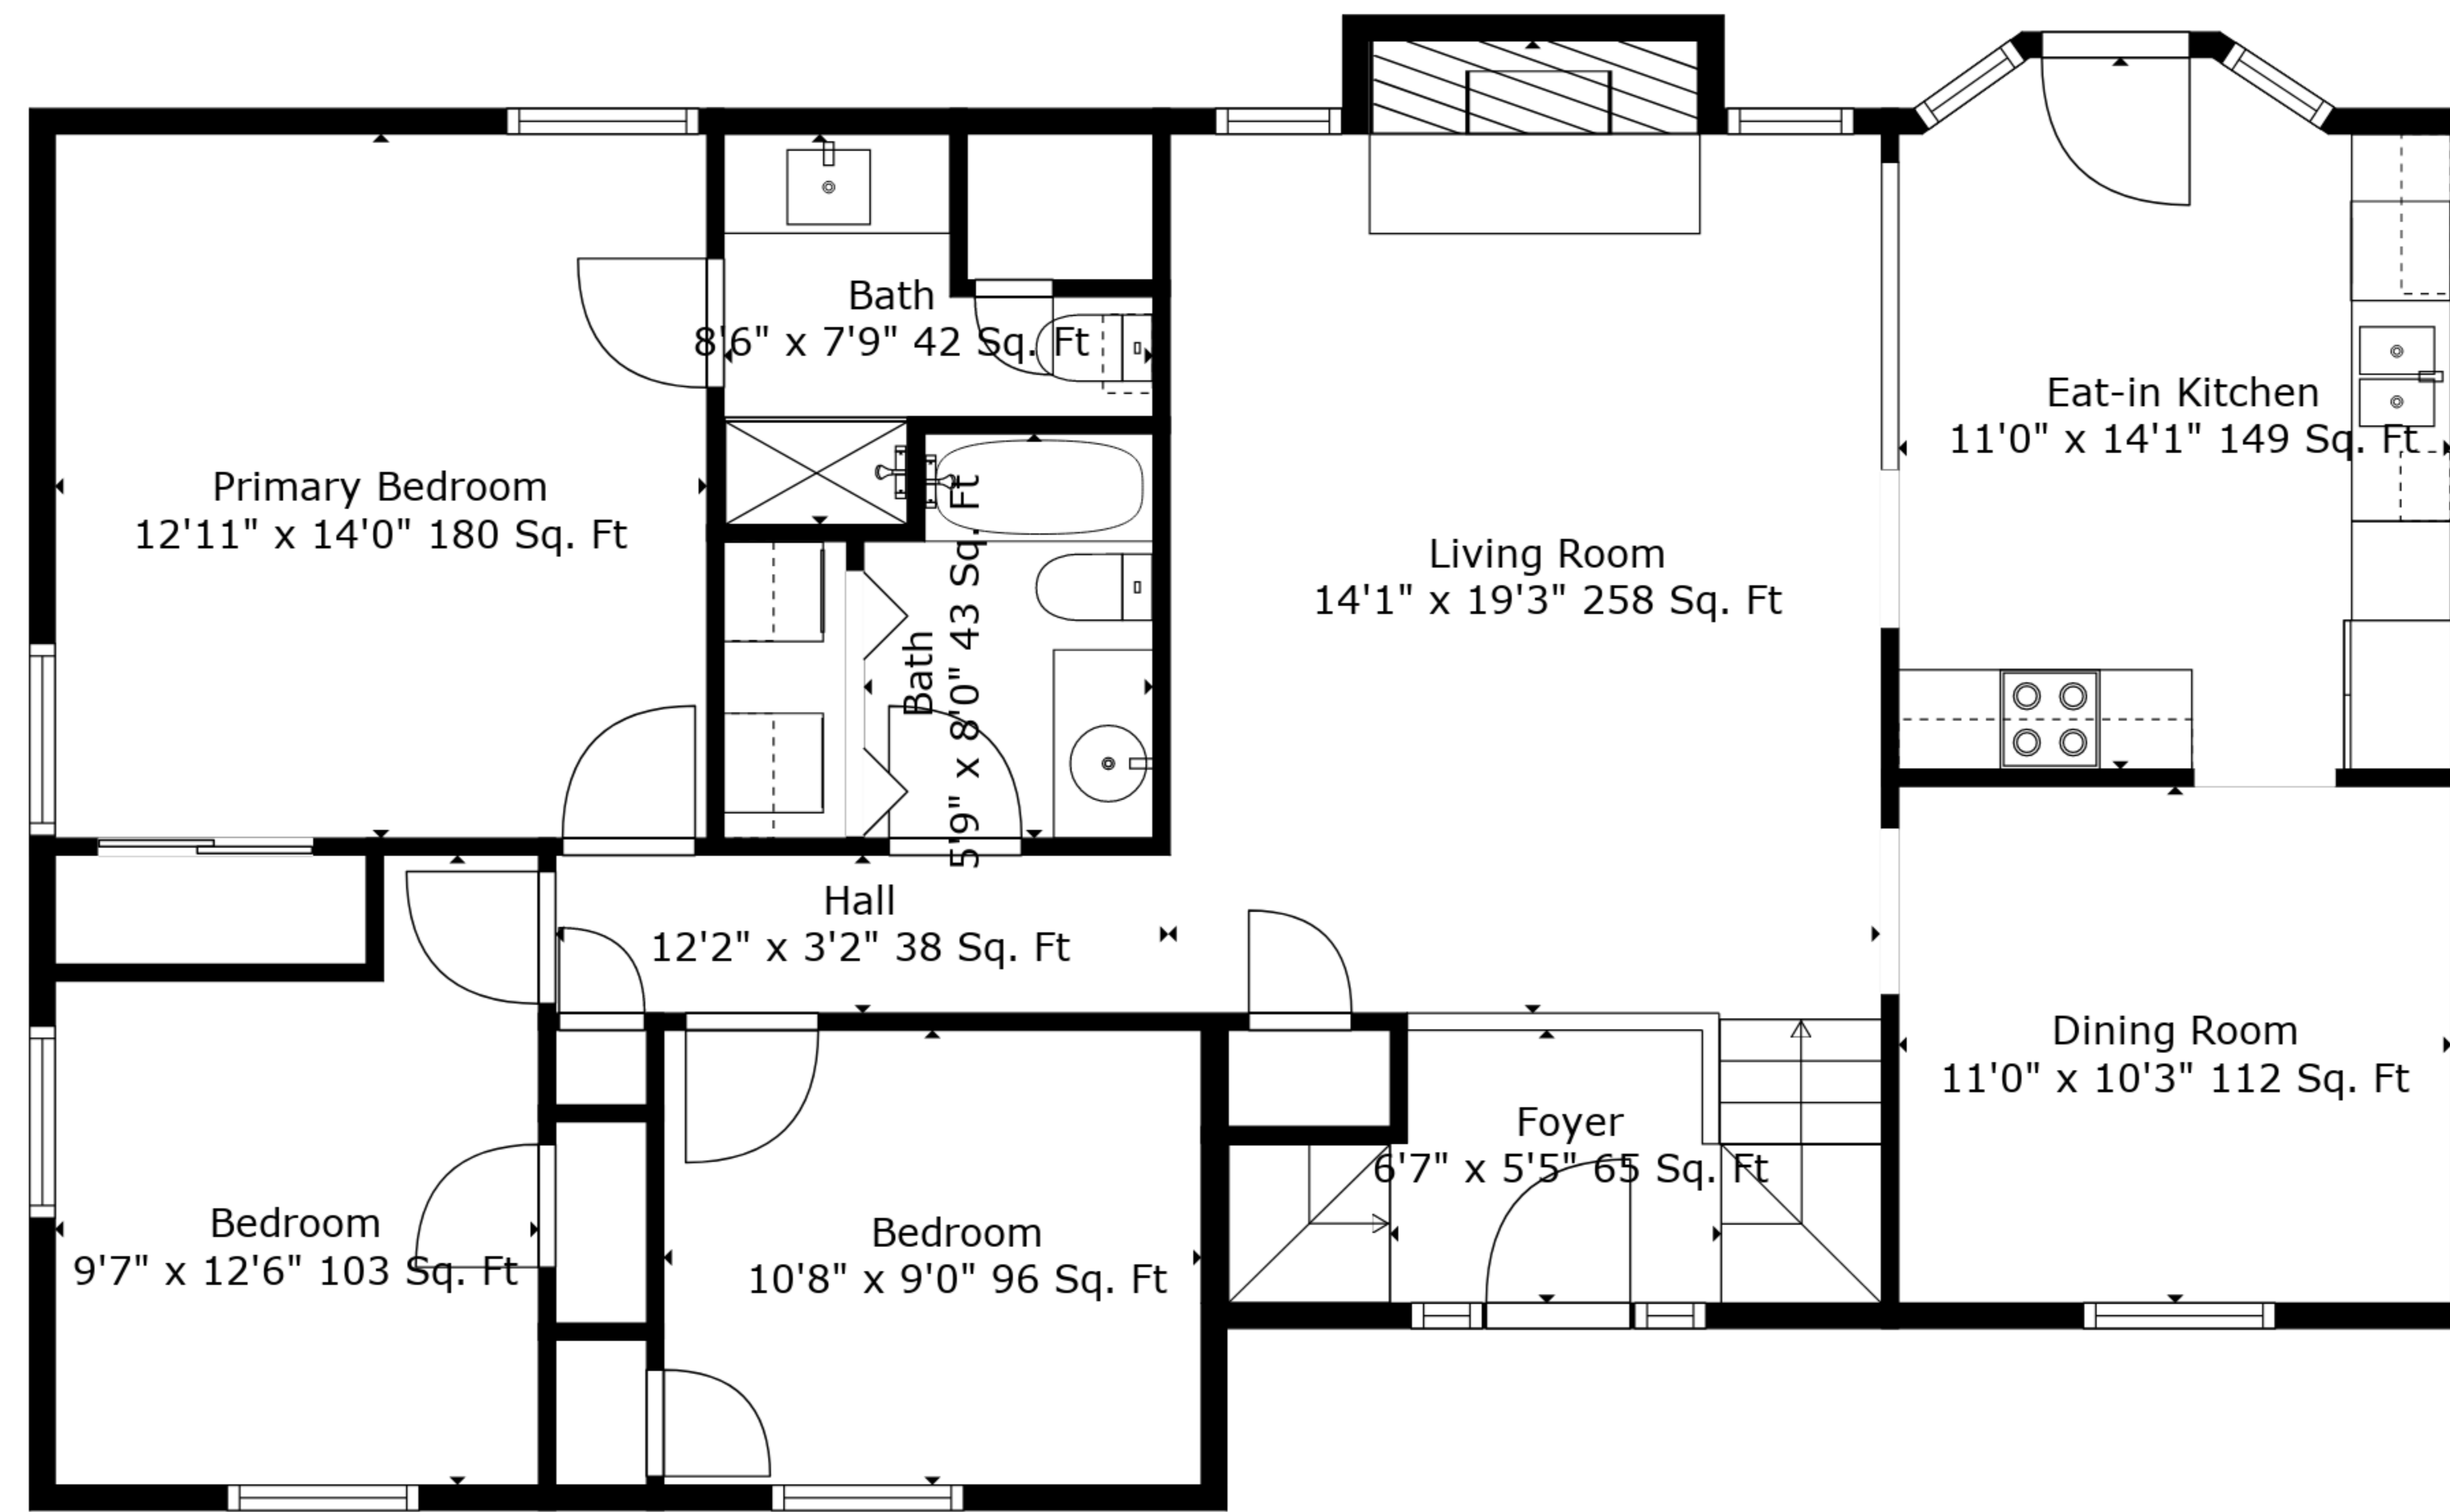 Bath
8'6" x 7'9" 42 Sq. Ft
Eat-in Kitchen
11'0" x 14'1" 149 Sq. Ft
Primary Bedroom
12'11" x 14'0" 180 Sq. Ft
Living Room
14'1" x 19'3" 258 Sq. Ft
Bath
5'9" x 8'0" 43 Sq. Ft
Hall
12'2" x 3'2" 38 Sq. Ft
Dining Room
11'0" x 10'3" 112 Sq. Ft
Foyer
6'7" x 5'5" 65 Sq. Ft
Bedroom
9'7" x 12'6" 103 Sq. Ft
Bedroom
10'8" x 9'0" 96 Sq. Ft